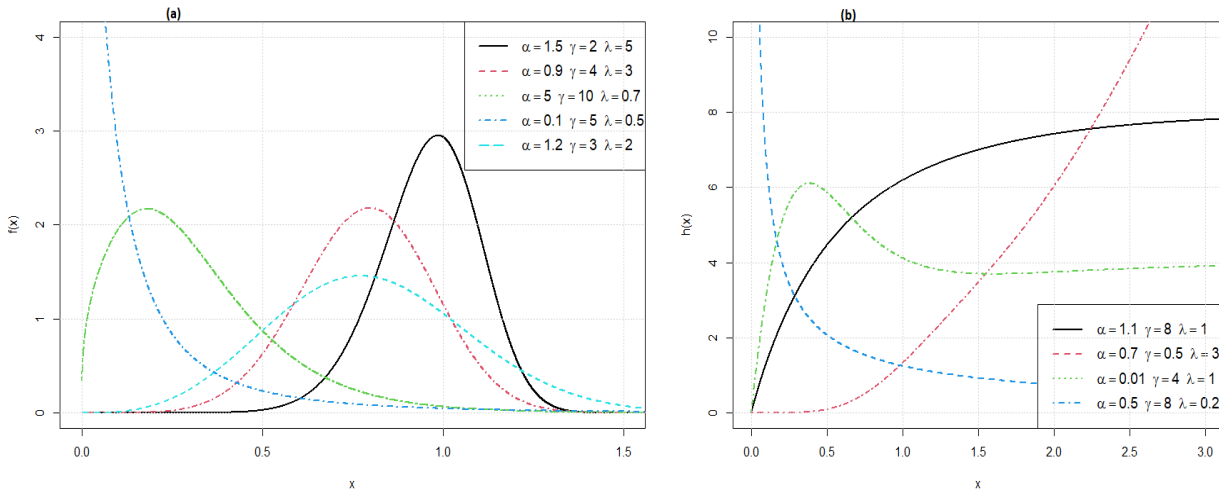 (a)
f(x)
4
3
2
1
0
0.0 0.5 1.0 1.5
x
α = 1.5 γ = 2 λ = 5
α = 0.9 γ = 4 λ = 3
α = 5 γ = 10 λ = 0.7
α = 0.1 γ = 5 λ = 0.5
α = 1.2 γ = 3 λ = 2
(b)
h(x)
10
8
6
4
2
0
0.0 0.5 1.0 1.5 2.0 2.5 3.0
x
α = 1.1 γ = 8 λ = 1
α = 0.7 γ = 0.5 λ = 3
α = 0.01 γ = 4 λ = 1
α = 0.5 γ = 8 λ = 0.2